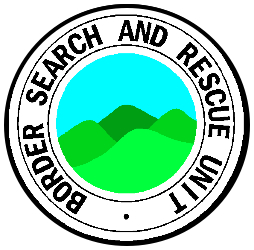 BORDER SEARCH AND RESCUE UNIT